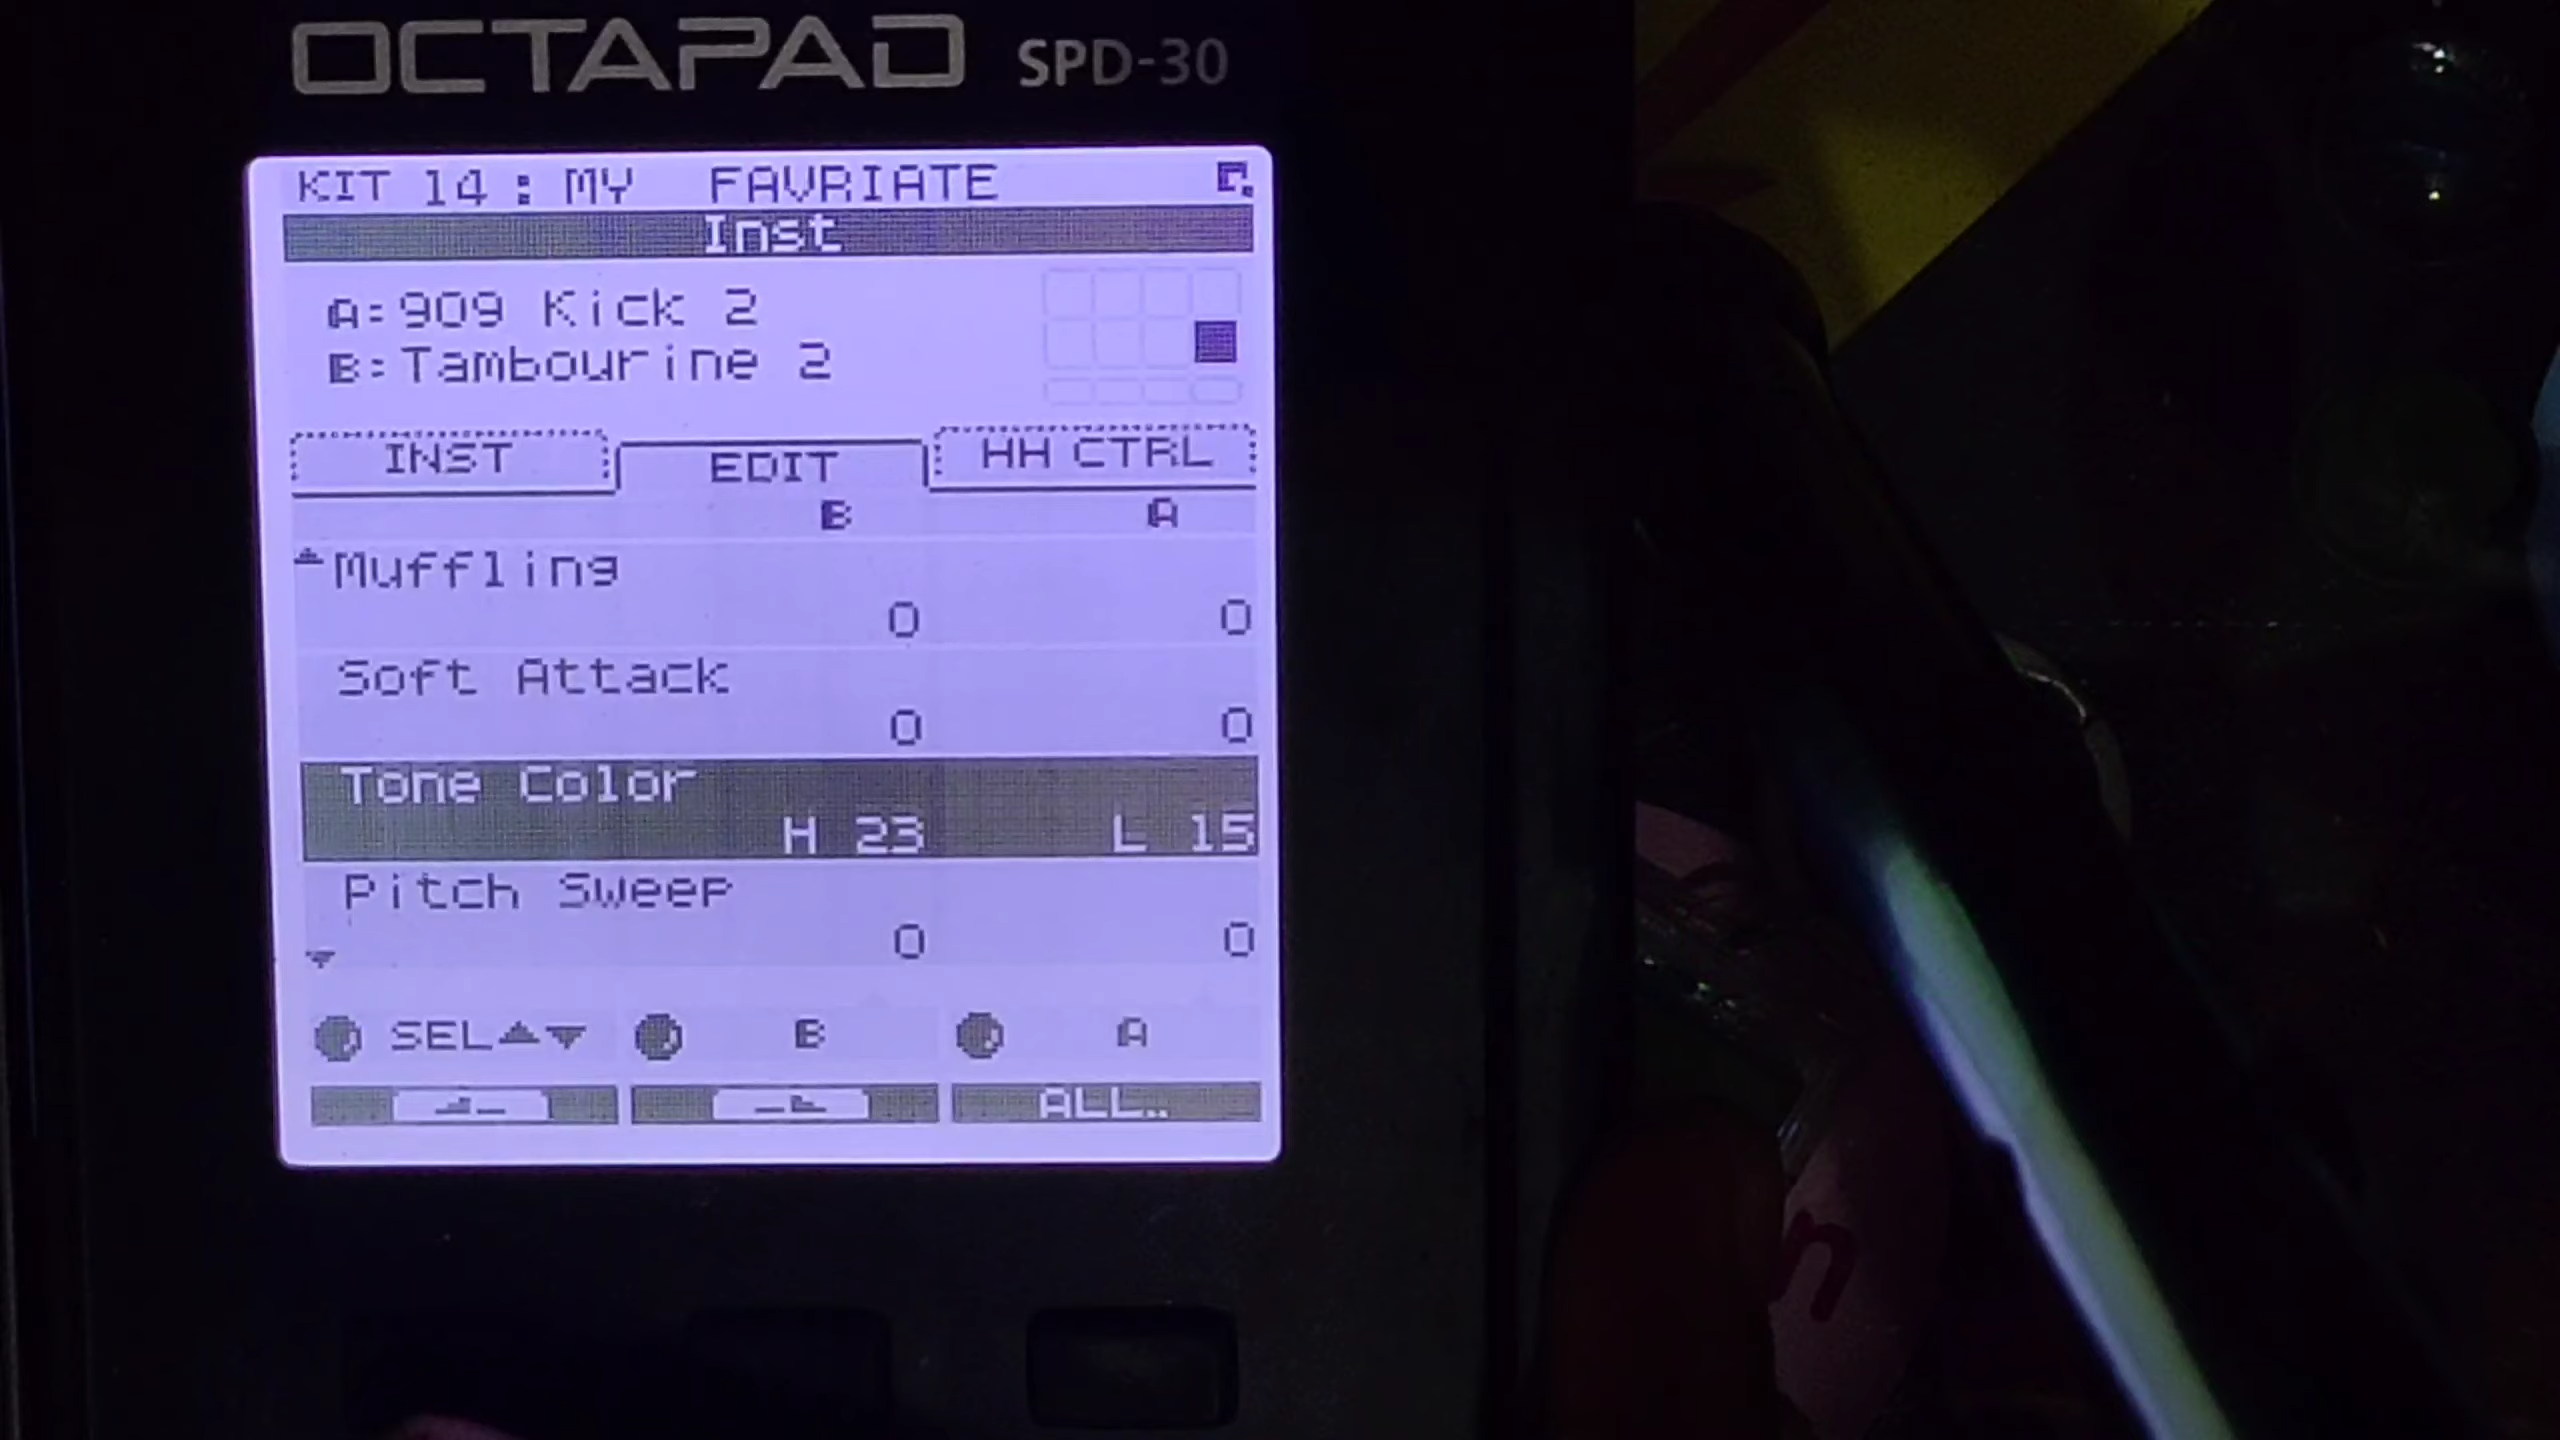 OCTAPAD SPD-30
KIT 14 : MY FAVRIATE
Inst
A:909 Kick 2
B:Tambourine 2
INST EDIT HH CTRL
B A
Muffling
0 0
Soft Attack
0 0
Tone Color
H 23 L 15
Pitch Sweep
0 0
SEL B A
ALL..
n